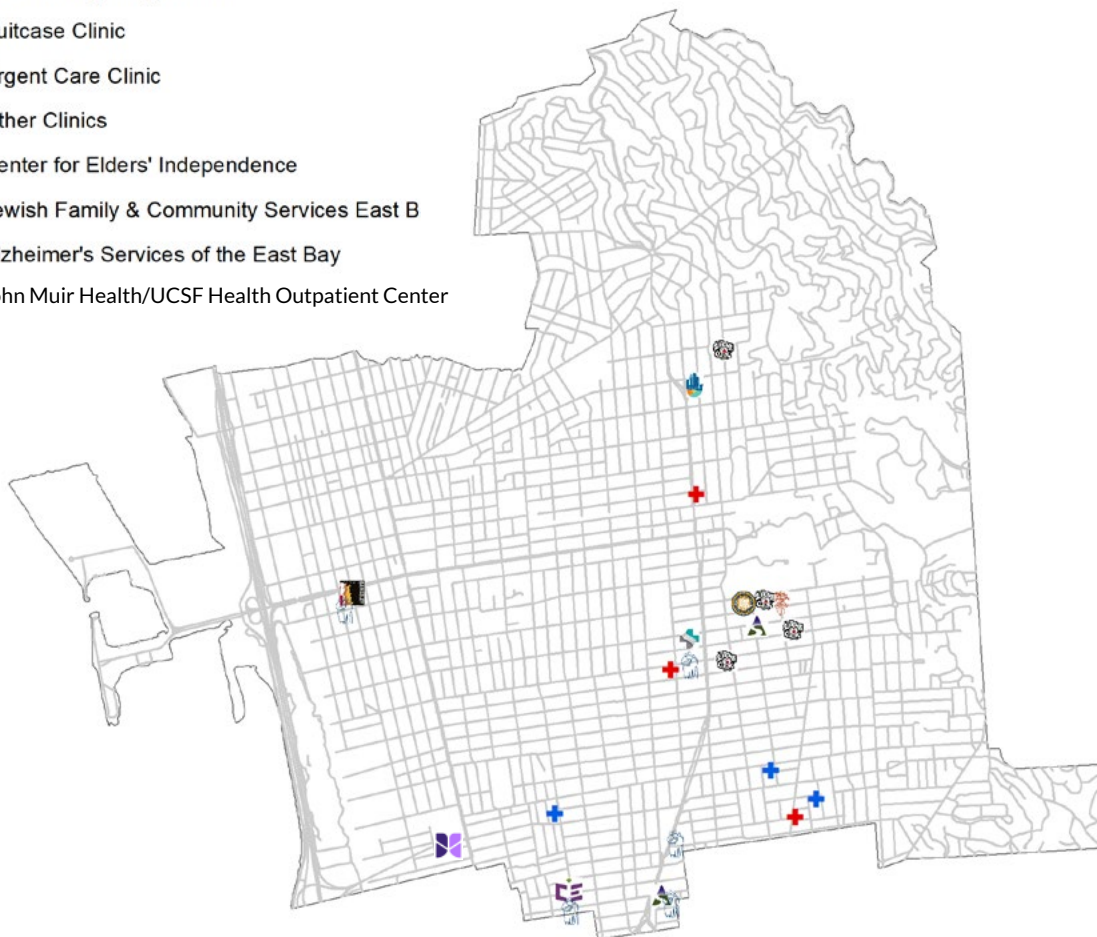 uitcase Clinic
rgent Care Clinic
ther Clinics
enter for Elders' Independence
ewish Family & Community Services East B
zheimer's Services of the East Bay
hn Muir Health/UCSF Health Outpatient Center